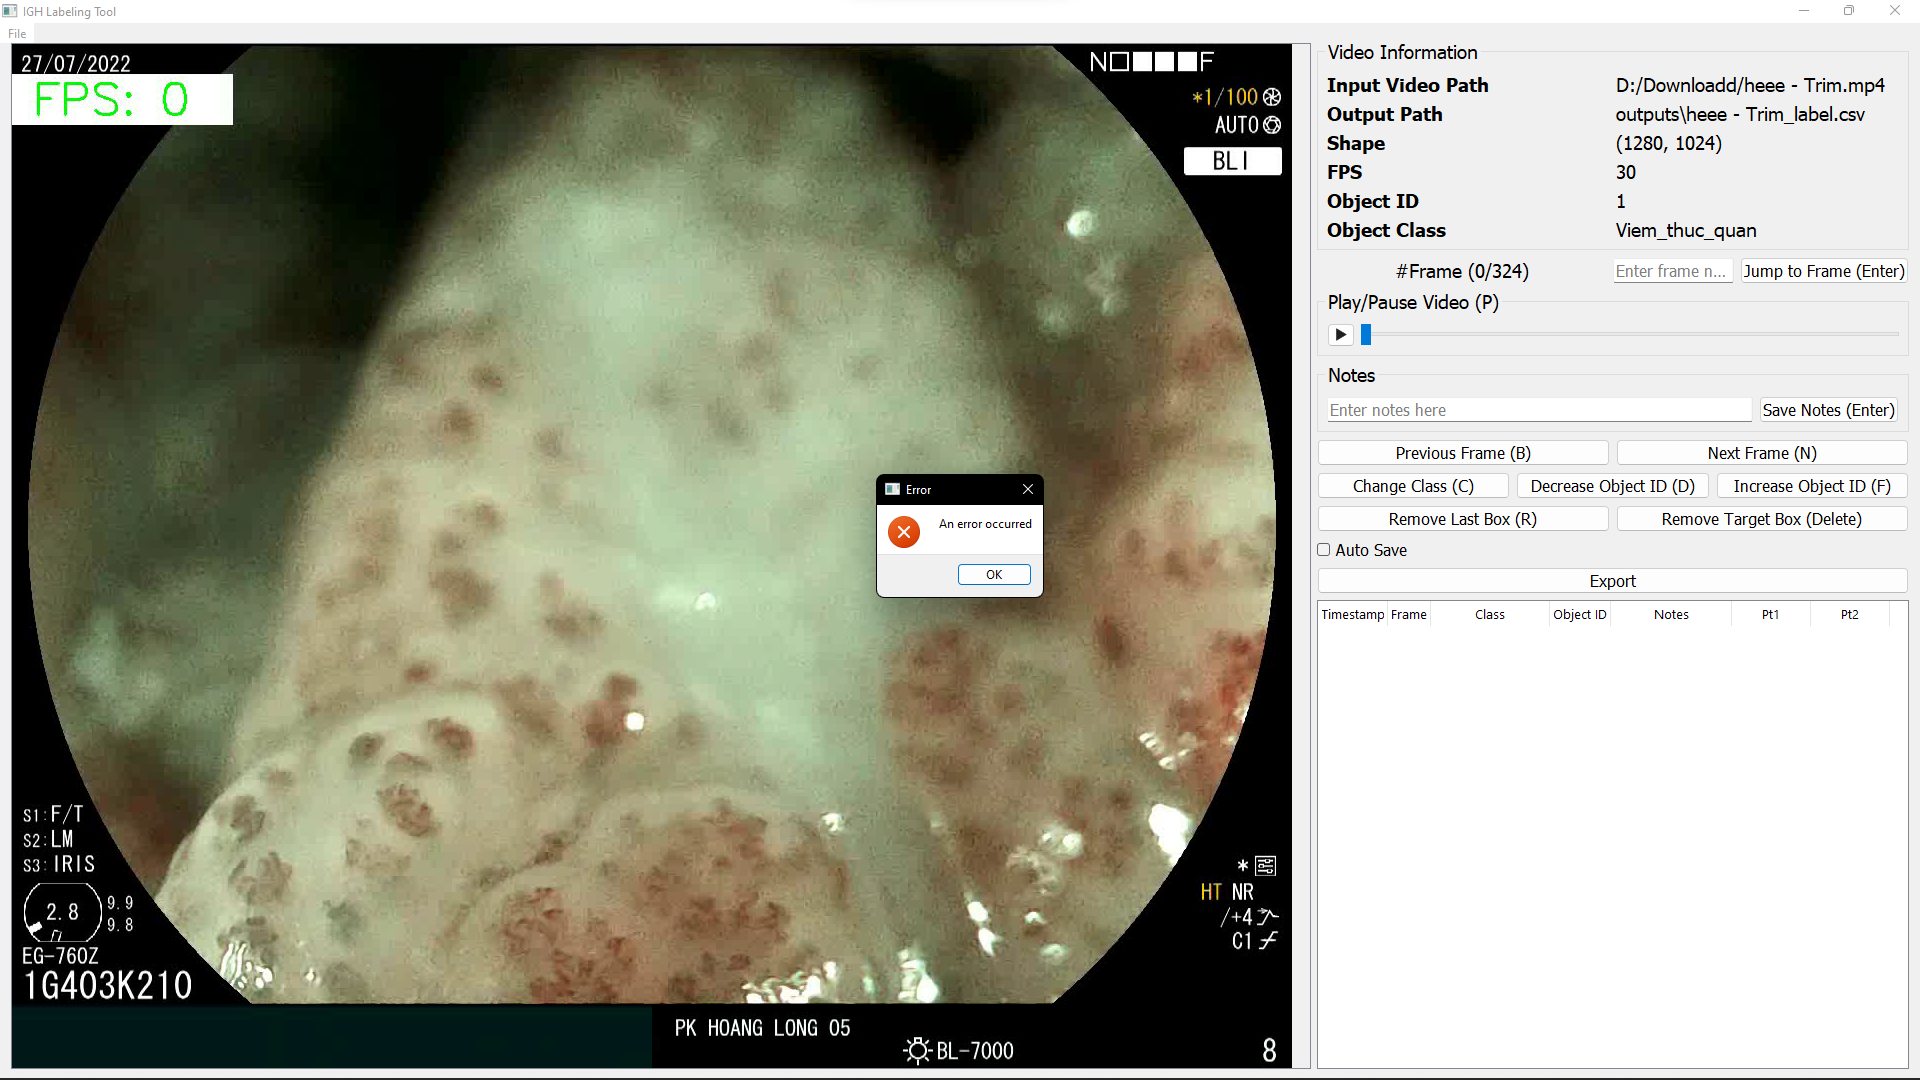 IGH Labeling Tool
File
27/07/2022
FPS: 0
N F
*1/100
AUTO
BLI
S1:F/T
S2:LM
S3:IRIS
2.8
9.9
9.8
EG-760Z
1G403K210
* 
HT NR
/+4
C1
PK HOANG LONG 05
BL-7000
8
Error
An error occurred
OK
Video Information
Input Video Path D:/Downloadd/heee - Trim.mp4
Output Path outputs\heee - Trim_label.csv
Shape (1280, 1024)
FPS 30
Object ID 1
Object Class Viem_thuc_quan
#Frame (0/324) Enter frame n... Jump to Frame (Enter)
Play/Pause Video (P)
Notes
Enter notes here Save Notes (Enter)
Previous Frame (B) Next Frame (N)
Change Class (C) Decrease Object ID (D) Increase Object ID (F)
Remove Last Box (R) Remove Target Box (Delete)
Auto Save
Export
Timestamp Frame Class Object ID Notes Pt1 Pt2